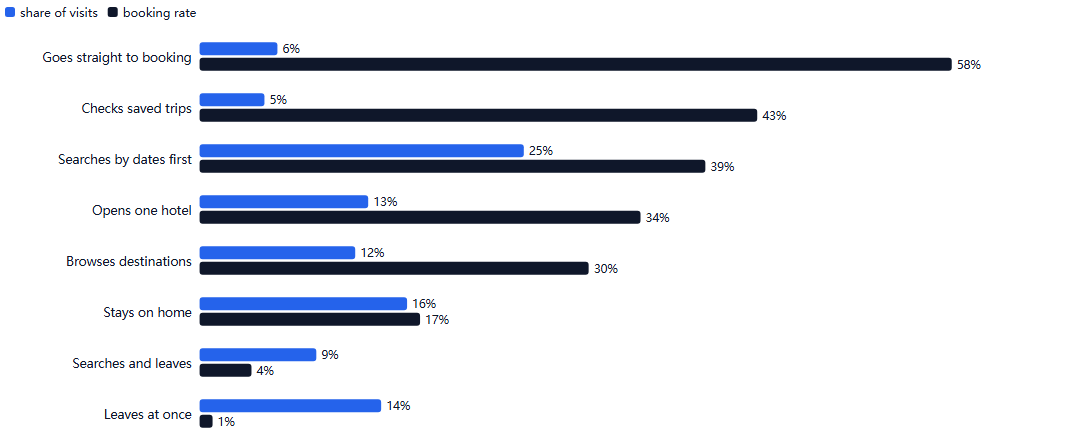 share of visits booking rate
Goes straight to booking 6%
58%
Checks saved trips 5%
43%
Searches by dates first 25%
39%
Opens one hotel 13%
34%
Browses destinations 12%
30%
Stays on home 16%
17%
Searches and leaves 9%
4%
Leaves at once 14%
1%